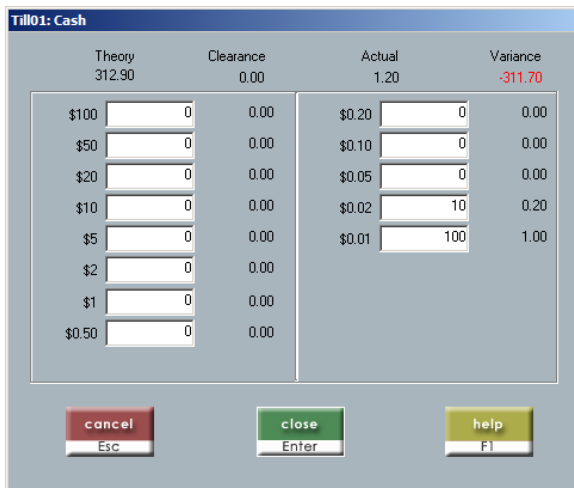 Till01: Cash
Theory Clearance Actual Variance
312.90 0.00 1.20 -311.70
$100 0 0.00 $0.20 0 0.00
$50 0 0.00 $0.10 0 0.00
$20 0 0.00 $0.05 0 0.00
$10 0 0.00 $0.02 10 0.20
$5 0 0.00 $0.01 100 1.00
$2 0 0.00
$1 0 0.00
$0.50 0 0.00
cancel close help
Esc Enter F1